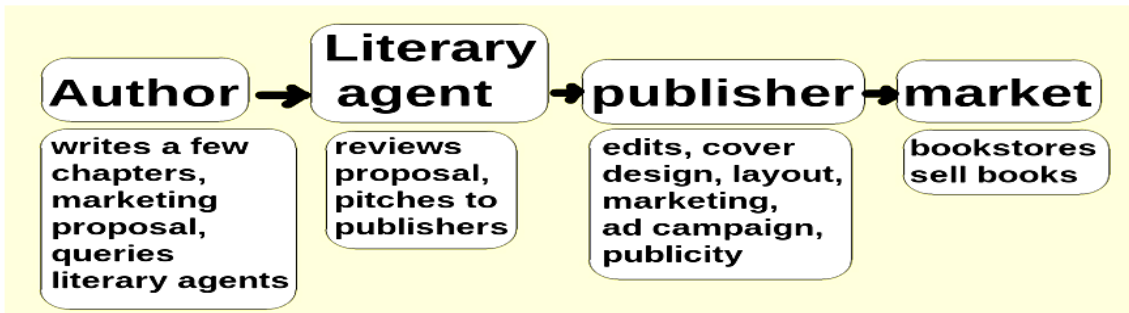 Author
writes a few
chapters,
marketing
proposal,
queries
literary agents
Literary
agent
reviews
proposal,
pitches to
publishers
publisher
edits, cover
design, layout,
marketing,
ad campaign,
publicity
market
bookstores
sell books